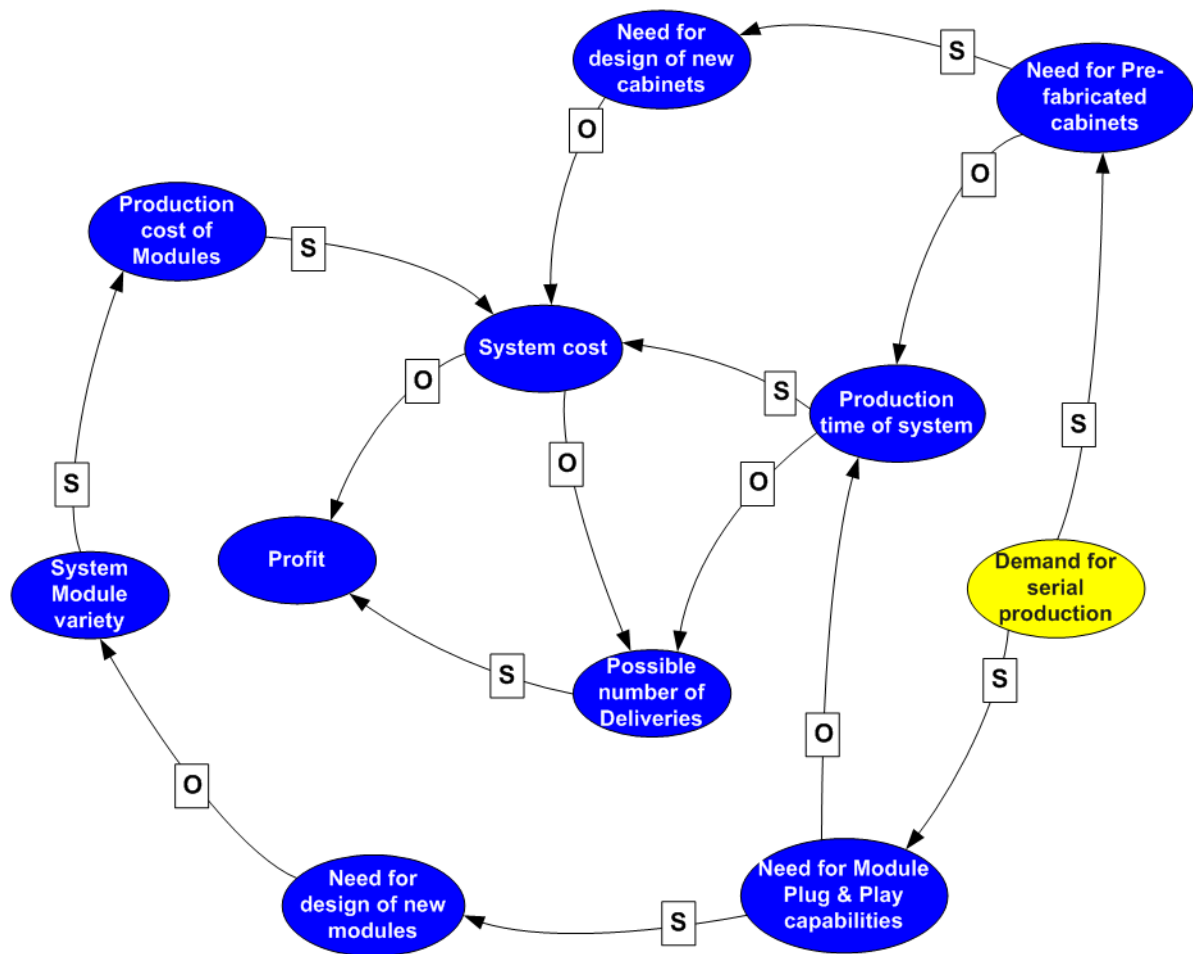 Need for
design of new
cabinets
S
Need for Pre-
fabricated
cabinets
O
O
Production
cost of
Modules
S
System cost
S
Production
time of system
O
S
S
O
O
Profit
System
Module
variety
Demand for
serial
production
S
Possible
number of
Deliveries
S
O
O
Need for
design of new
modules
S
Need for Module
Plug & Play
capabilities